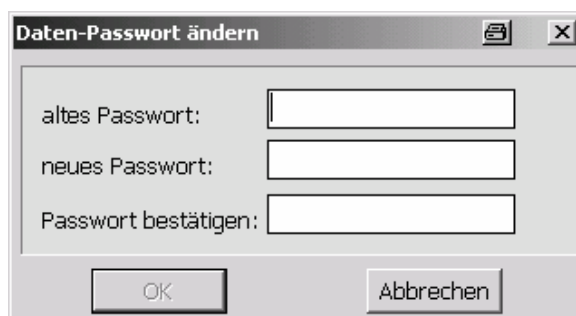 Daten-Passwort ändern
altes Passwort:
neues Passwort:
Passwort bestätigen:
OK Abbrechen